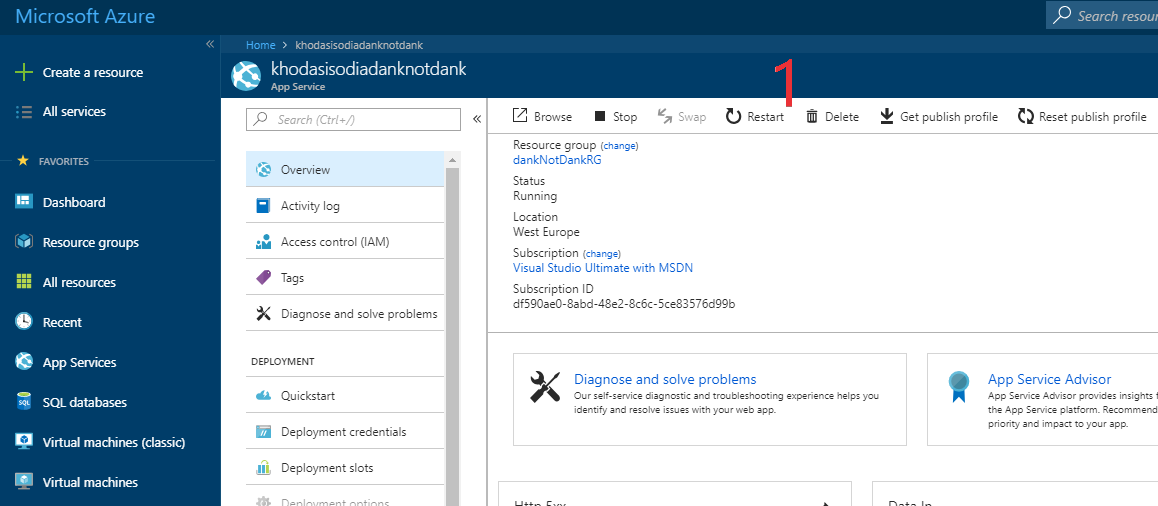 Microsoft Azure
Search resour
Home > khodasisodiadanknotdank
khodasisodiadanknotdank
App Service
1
Create a resource
All services
FAVORITES
Dashboard
Resource groups
All resources
Recent
App Services
SQL databases
Virtual machines (classic)
Virtual machines
Search (Ctrl+/)
Overview
Activity log
Access control (IAM)
Tags
Diagnose and solve problems
DEPLOYMENT
Quickstart
Deployment credentials
Deployment slots
Deployment options
Browse Stop Swap Restart Delete Get publish profile Reset publish profile
Resource group (change)
dankNotDankRG
Status
Running
Location
West Europe
Subscription (change)
Visual Studio Ultimate with MSDN
Subscription ID
df590ae0-8abd-48e2-8c6c-5ce83576d99b
Diagnose and solve problems
Our self-service diagnostic and troubleshooting experience helps you
identify and resolve issues with your web app.
App Service Advisor
App Service Advisor provides insights f
the App Service platform. Recommend
priority and impact to your app.
Http 5xx
Data In